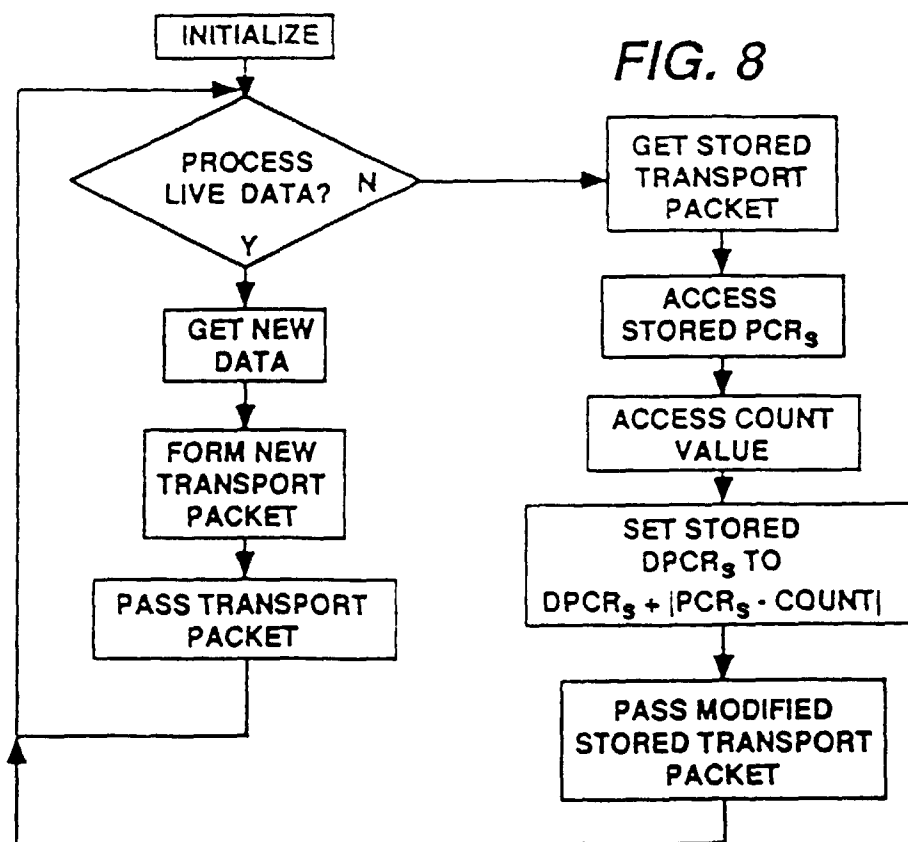 INITIALIZE
FIG. 8
PROCESS
LIVE DATA?
N
Y
GET NEW
DATA
FORM NEW
TRANSPORT
PACKET
PASS TRANSPORT
PACKET
GET STORED
TRANSPORT
PACKET
ACCESS
STORED PCRs
ACCESS COUNT
VALUE
SET STORED
DPCRs TO
DPCRs + |PCRs - COUNT|
PASS MODIFIED
STORED TRANSPORT
PACKET